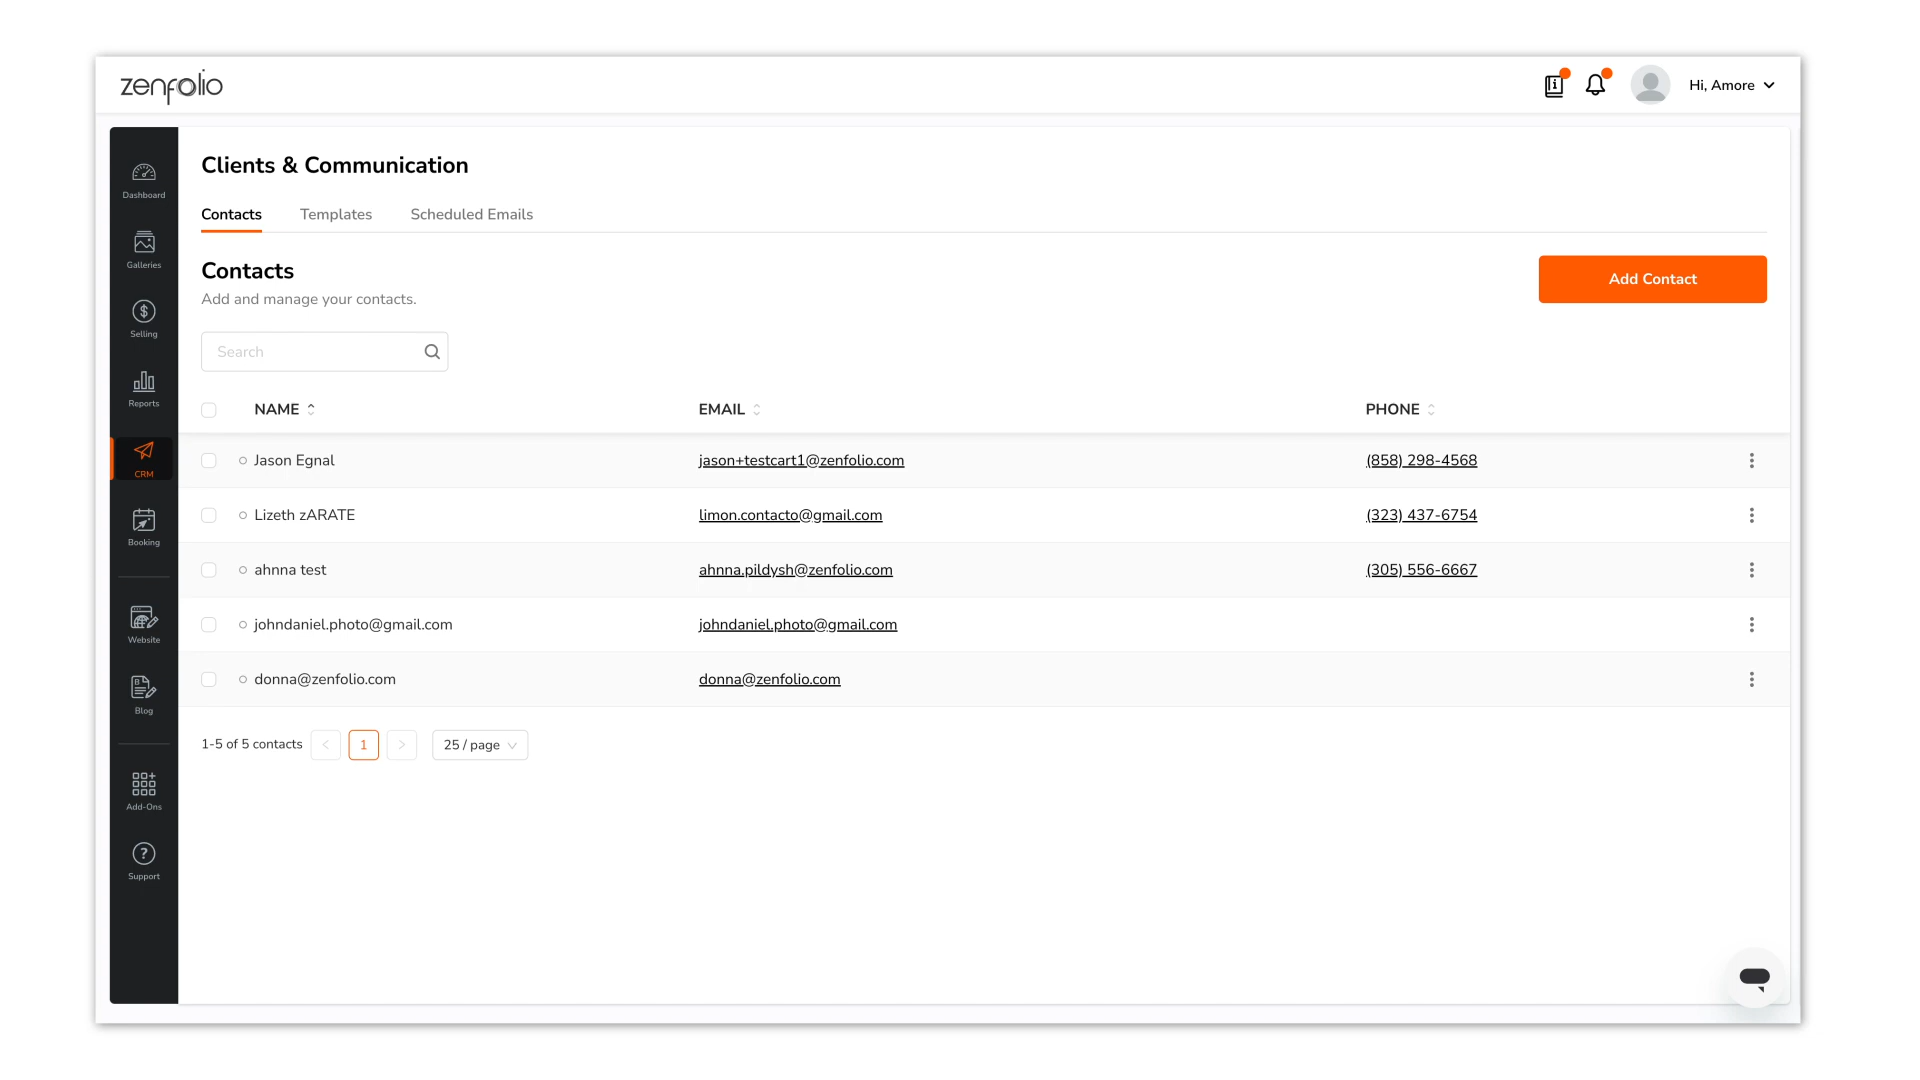 zenfolio
Hi, Amore
Dashboard
Galleries
Selling
Reports
CRM
Booking
Website
Blog
Add-Ons
Support
Clients & Communication
Contacts Templates Scheduled Emails
Contacts
Add and manage your contacts.
Add Contact
Search
NAME EMAIL PHONE
Jason Egnal jason+testcart1@zenfolio.com (858) 298-4568
Lizeth zARATE limon.contacto@gmail.com (323) 437-6754
ahnna test ahnna.pildysh@zenfolio.com (305) 556-6667
johndaniel.photo@gmail.com johndaniel.photo@gmail.com
donna@zenfolio.com donna@zenfolio.com
1-5 of 5 contacts < 1 > 25 / page